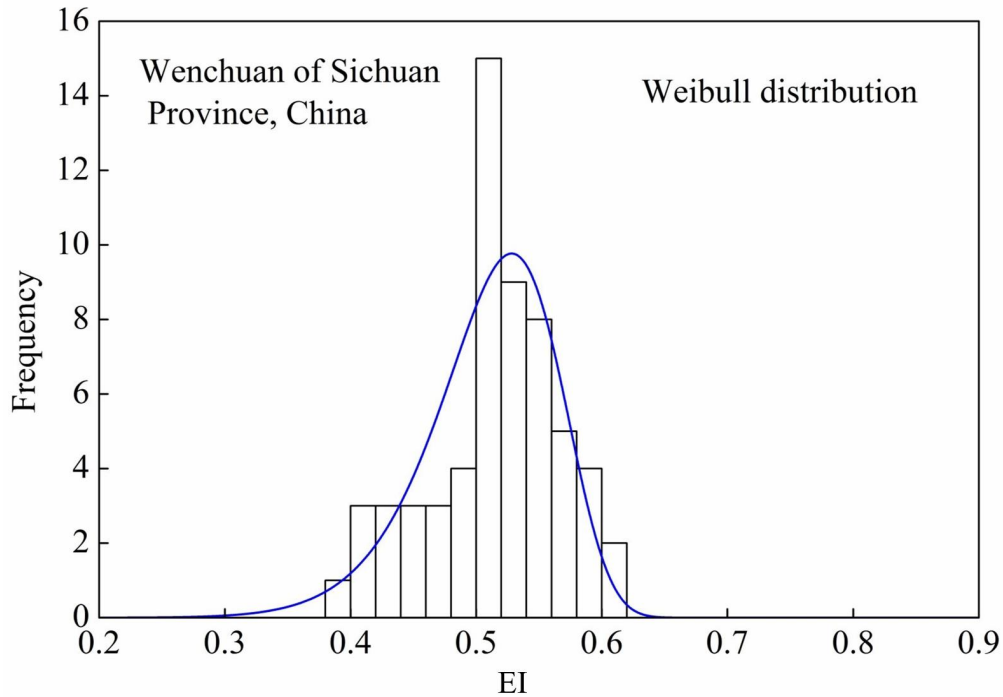 16
14
12
10
8
6
4
2
0
Frequency
Wenchuan of Sichuan
Province, China
Weibull distribution
0.2 0.3 0.4 0.5 0.6 0.7 0.8 0.9
EI